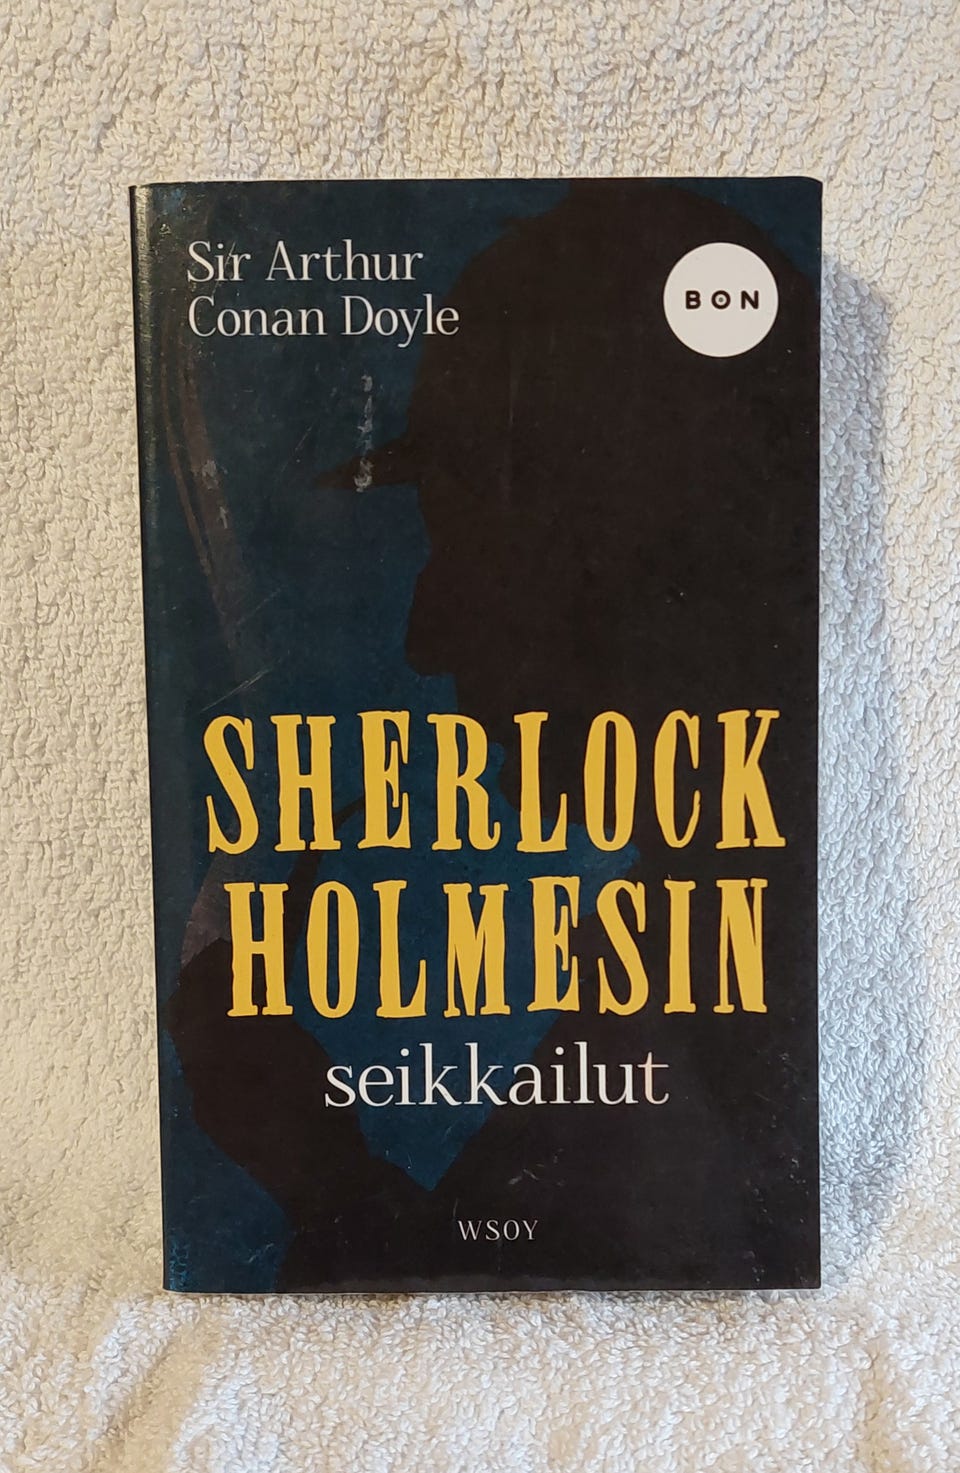 Sir Arthur
Conan Doyle
BON
SHERLOCK
HOLMESIN
seikkailut
WSOY